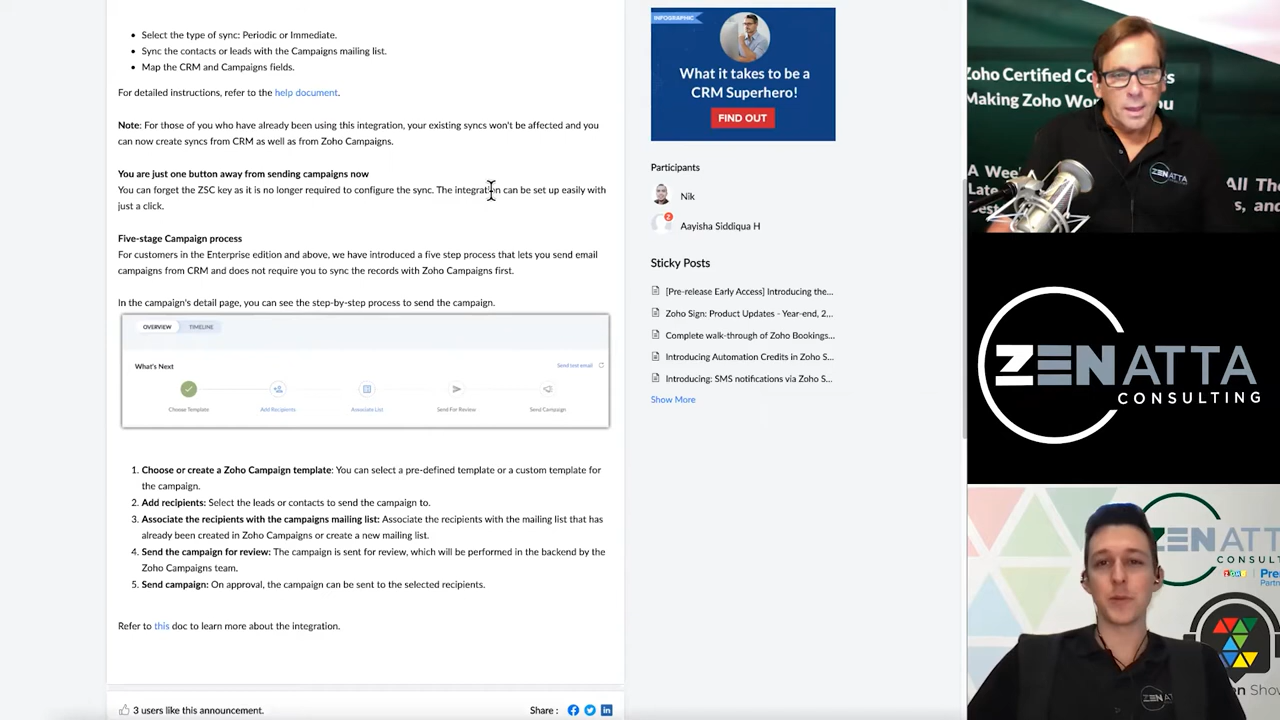 Select the type of sync: Periodic or Immediate.
Sync the contacts or leads with the Campaigns mailing list.
Map the CRM and Campaigns fields.
For detailed instructions, refer to the help document.
Note: For those of you who have already been using this integration, your existing syncs won't be affected and you
can now create syncs from CRM as well as from Zoho Campaigns.
You are just one button away from sending campaigns now
You can forget the ZSC key as it is no longer required to configure the sync. The integration can be set up easily with
just a click.
Five-stage Campaign process
For customers in the Enterprise edition and above, we have introduced a five step process that lets you send email
campaigns from CRM and does not require you to sync the records with Zoho Campaigns first.
In the campaign's detail page, you can see the step-by-step process to send the campaign.
OVERVIEW TIMELINE
What's Next
Send test email
Choose Template Add Recipients Associate List Send For Review Send Campaign
1. Choose or create a Zoho Campaign template: You can select a pre-defined template or a custom template for
the campaign.
2. Add recipients: Select the leads or contacts to send the campaign to.
3. Associate the recipients with the campaigns mailing list: Associate the recipients with the mailing list that has
already been created in Zoho Campaigns or create a new mailing list.
4. Send the campaign for review: The campaign is sent for review, which will be performed in the backend by the
Zoho Campaigns team.
5. Send campaign: On approval, the campaign can be sent to the selected recipients.
Refer to this doc to learn more about the integration.
3 users like this announcement.
Share :
INFOGRAPHIC
What it takes to be a
CRM Superhero!
FIND OUT
Participants
Nik
Aayisha Siddiqua H
Sticky Posts
[Pre-release Early Access] Introducing the...
Zoho Sign: Product Updates - Year-end, 2...
Complete walk-through of Zoho Bookings...
Introducing Automation Credits in Zoho S...
Introducing: SMS notifications via Zoho S...
Show More
Zoho Certified
Making Zoho
A Wee
Late
est
All Th
s, and
ZENATTA
CONSULTING
ZENATTA
CONSUL
ZOHO
Partn
en Show
ZEN